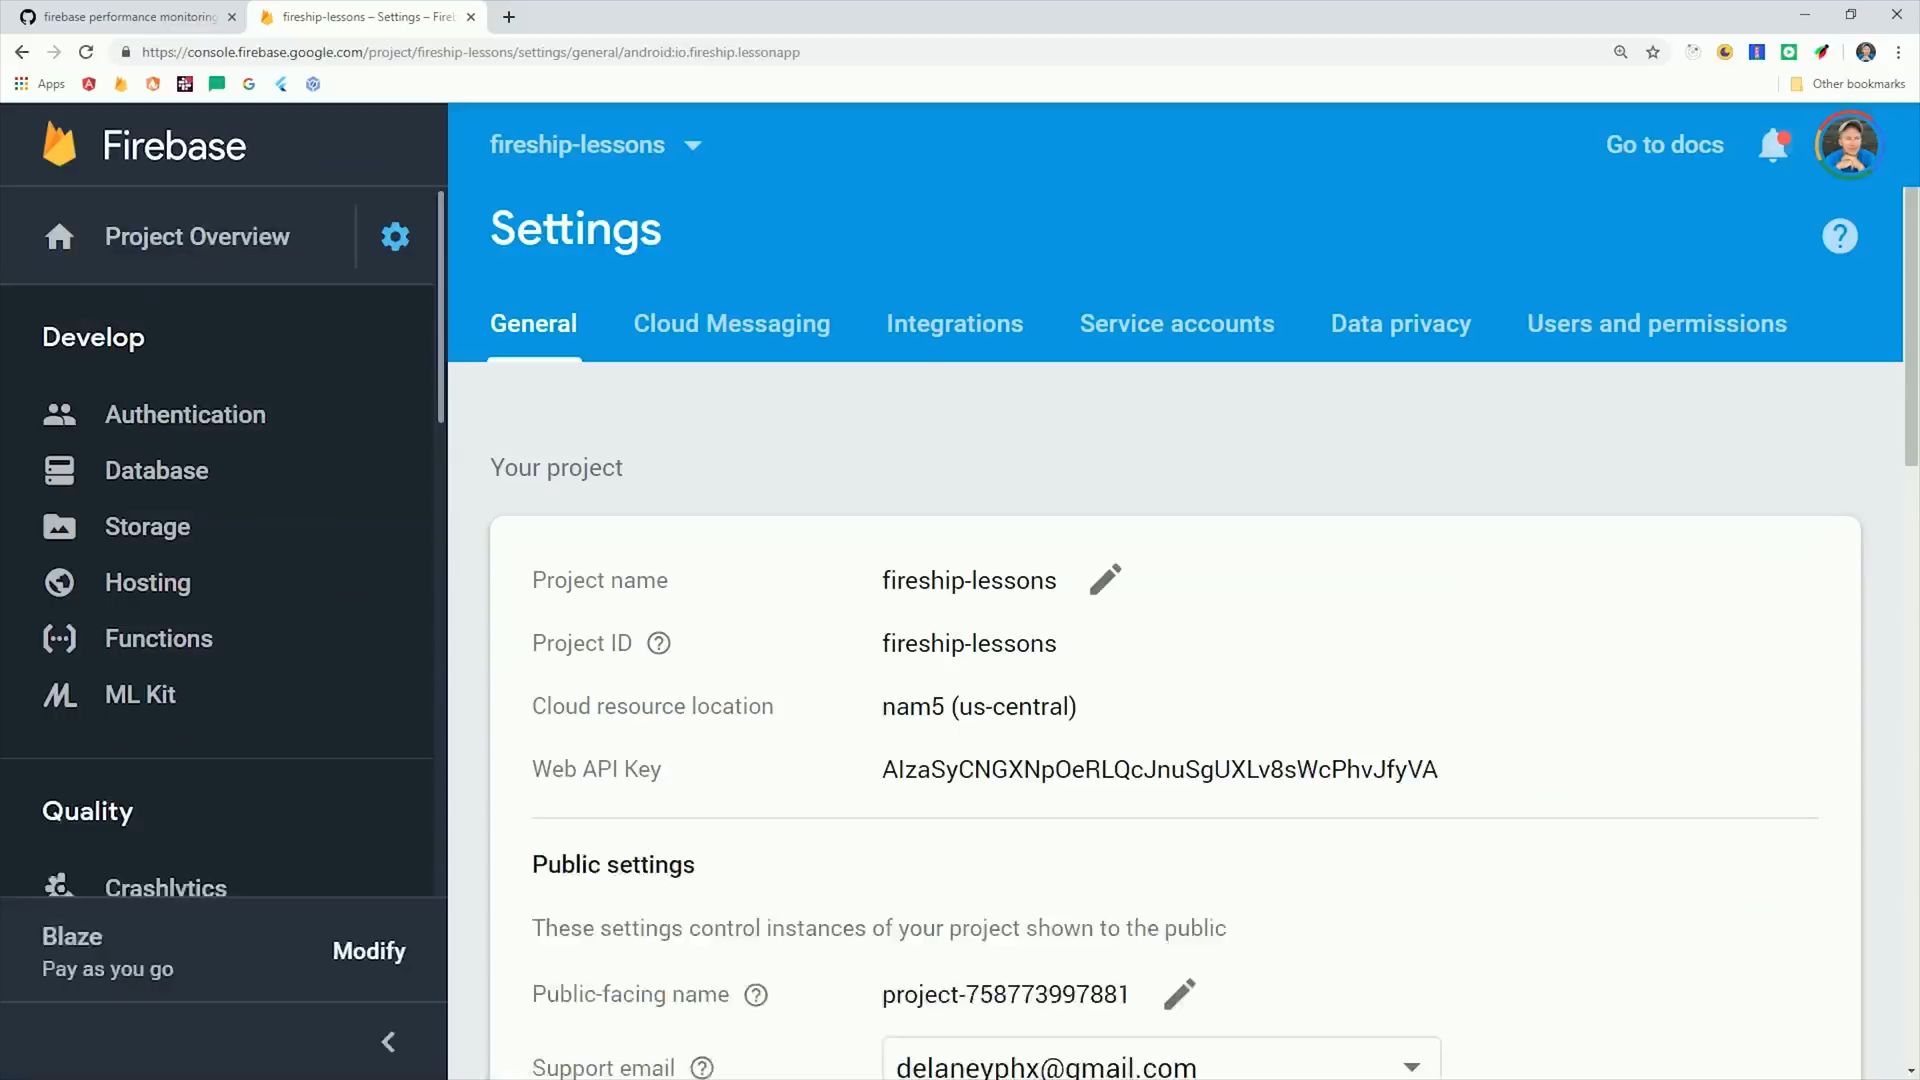 firebase performance monitoring
fireship-lessons – Settings – Fire
https://console.firebase.google.com/project/fireship-lessons/settings/general/android:io.fireship.lessonapp
Apps
Other bookmarks
Firebase
fireship-lessons
Go to docs
Project Overview
Settings
General
Cloud Messaging
Integrations
Service accounts
Data privacy
Users and permissions
Develop
Authentication
Database
Storage
Hosting
Functions
ML Kit
Quality
Crashlytics
Blaze
Pay as you go
Modify
Your project
Project name
fireship-lessons
Project ID
fireship-lessons
Cloud resource location
nam5 (us-central)
Web API Key
AIzaSyCNGXNpOeRLQcJnuSgUXLv8sWcPhvJfyVA
Public settings
These settings control instances of your project shown to the public
Public-facing name
project-758773997881
Support email
delaneyphx@gmail.com